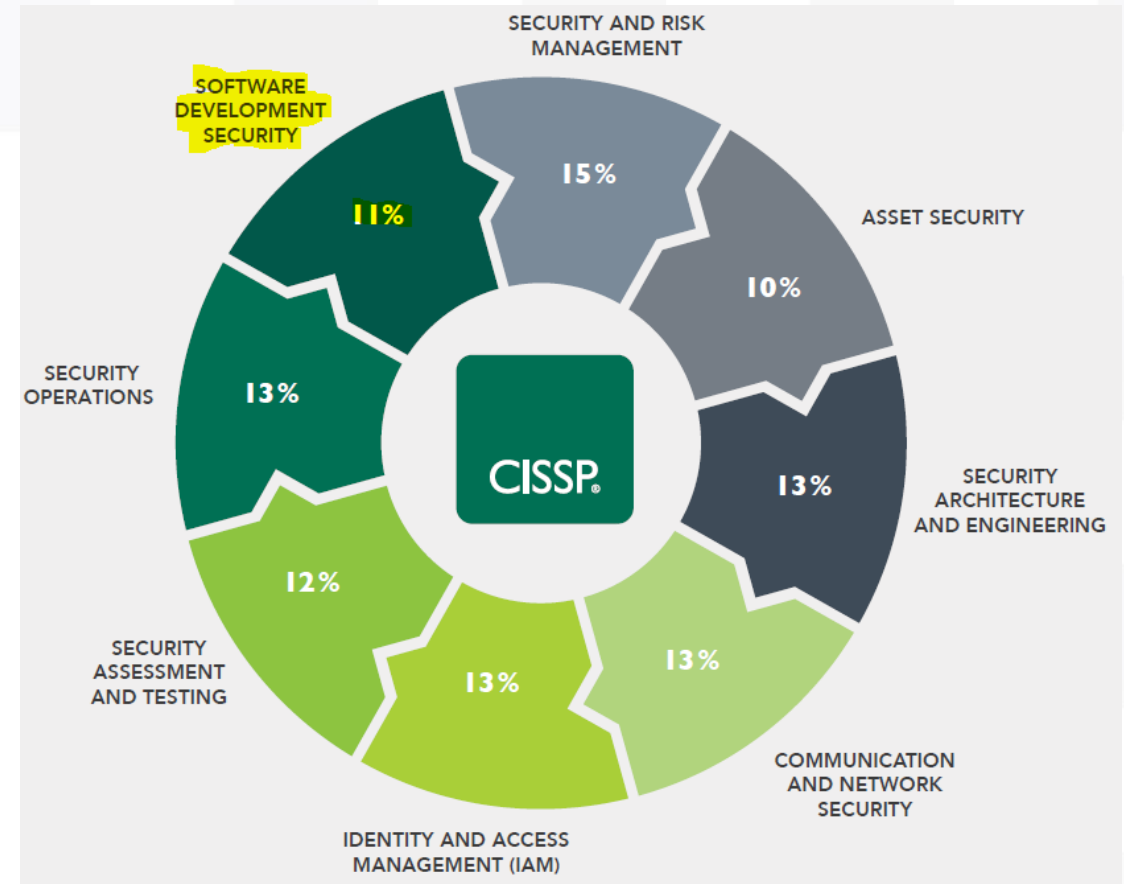 SECURITY AND RISK
MANAGEMENT
15%
ASSET SECURITY
10%
SECURITY
ARCHITECTURE
AND ENGINEERING
13%
COMMUNICATION
AND NETWORK
SECURITY
13%
IDENTITY AND ACCESS
MANAGEMENT (IAM)
13%
SECURITY
ASSESSMENT
AND TESTING
12%
SECURITY
OPERATIONS
13%
SOFTWARE
DEVELOPMENT
SECURITY
11%
CISSP®